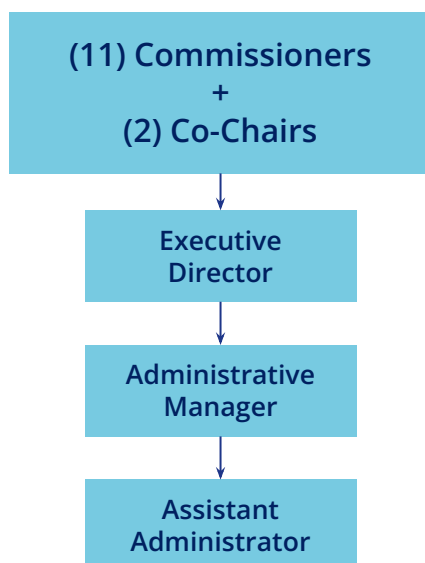 (11) Commissioners
+
(2) Co-Chairs
Executive
Director
Administrative
Manager
Assistant
Administrator